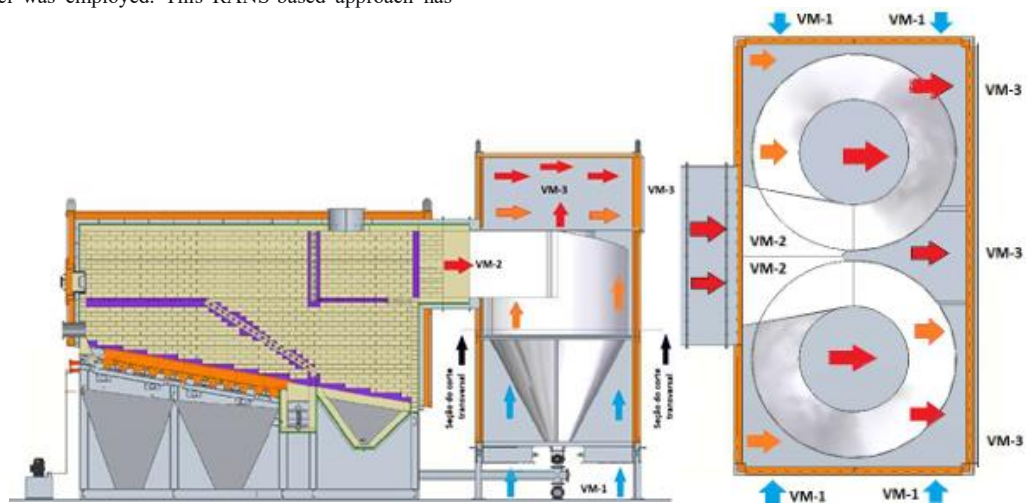 er was employed. This RANS-based approach has
VM-1
VM-1
VM-3
VM-3
VM-3
VM-2
VM-2
VM-2
VM-3
Seção do corte
transversal
Seção do corte
transversal
VM-3
VM-1
VM-3
VM-1
VM-1